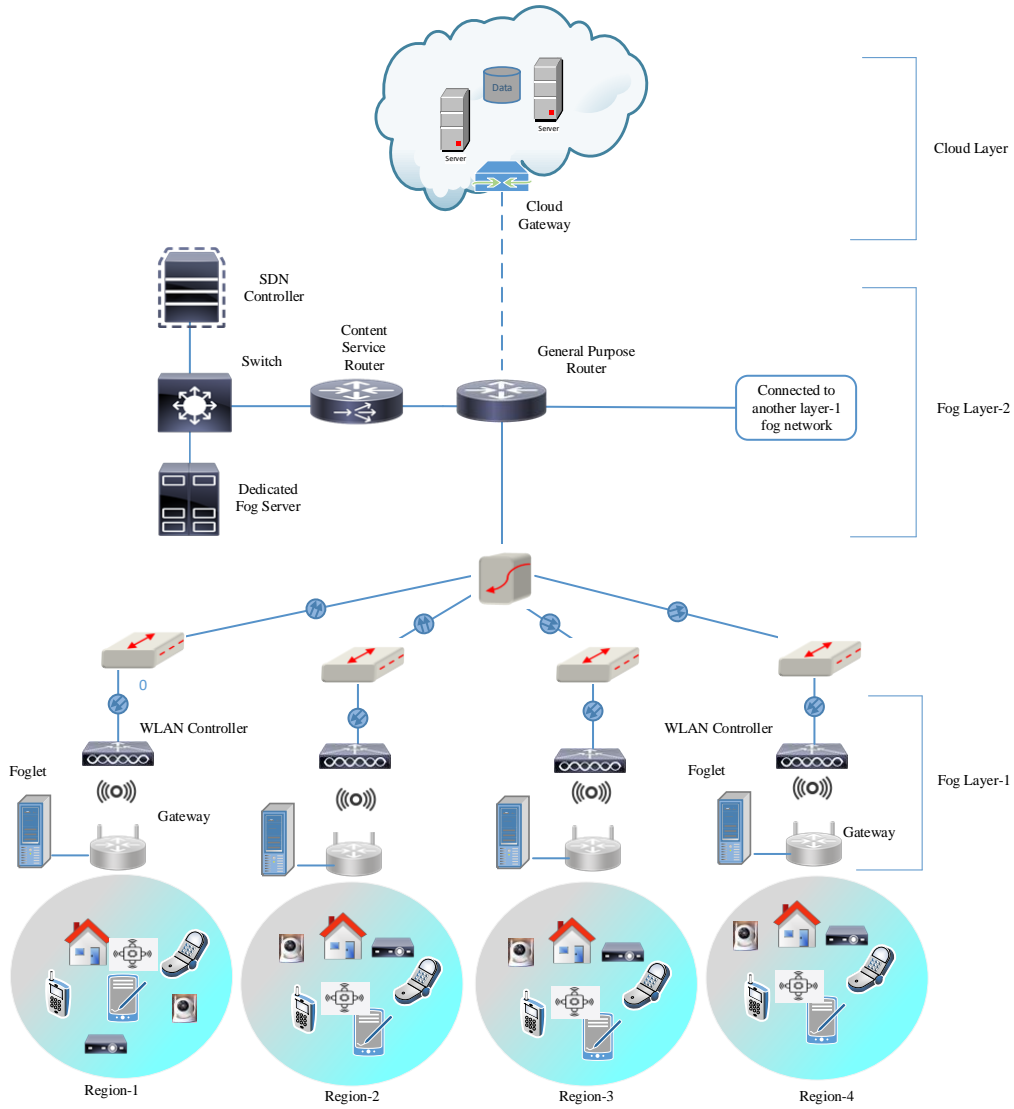 Data
Server
Server
Cloud Layer
Cloud
Gateway
SDN
Controller
Switch
Content
Service
Router
General Purpose
Router
Connected to
another layer-1
fog network
Fog Layer-2
Dedicated
Fog Server
0
WLAN Controller
WLAN Controller
Foglet
Foglet
Fog Layer-1
Gateway
Gateway
Region-1
Region-2
Region-3
Region-4